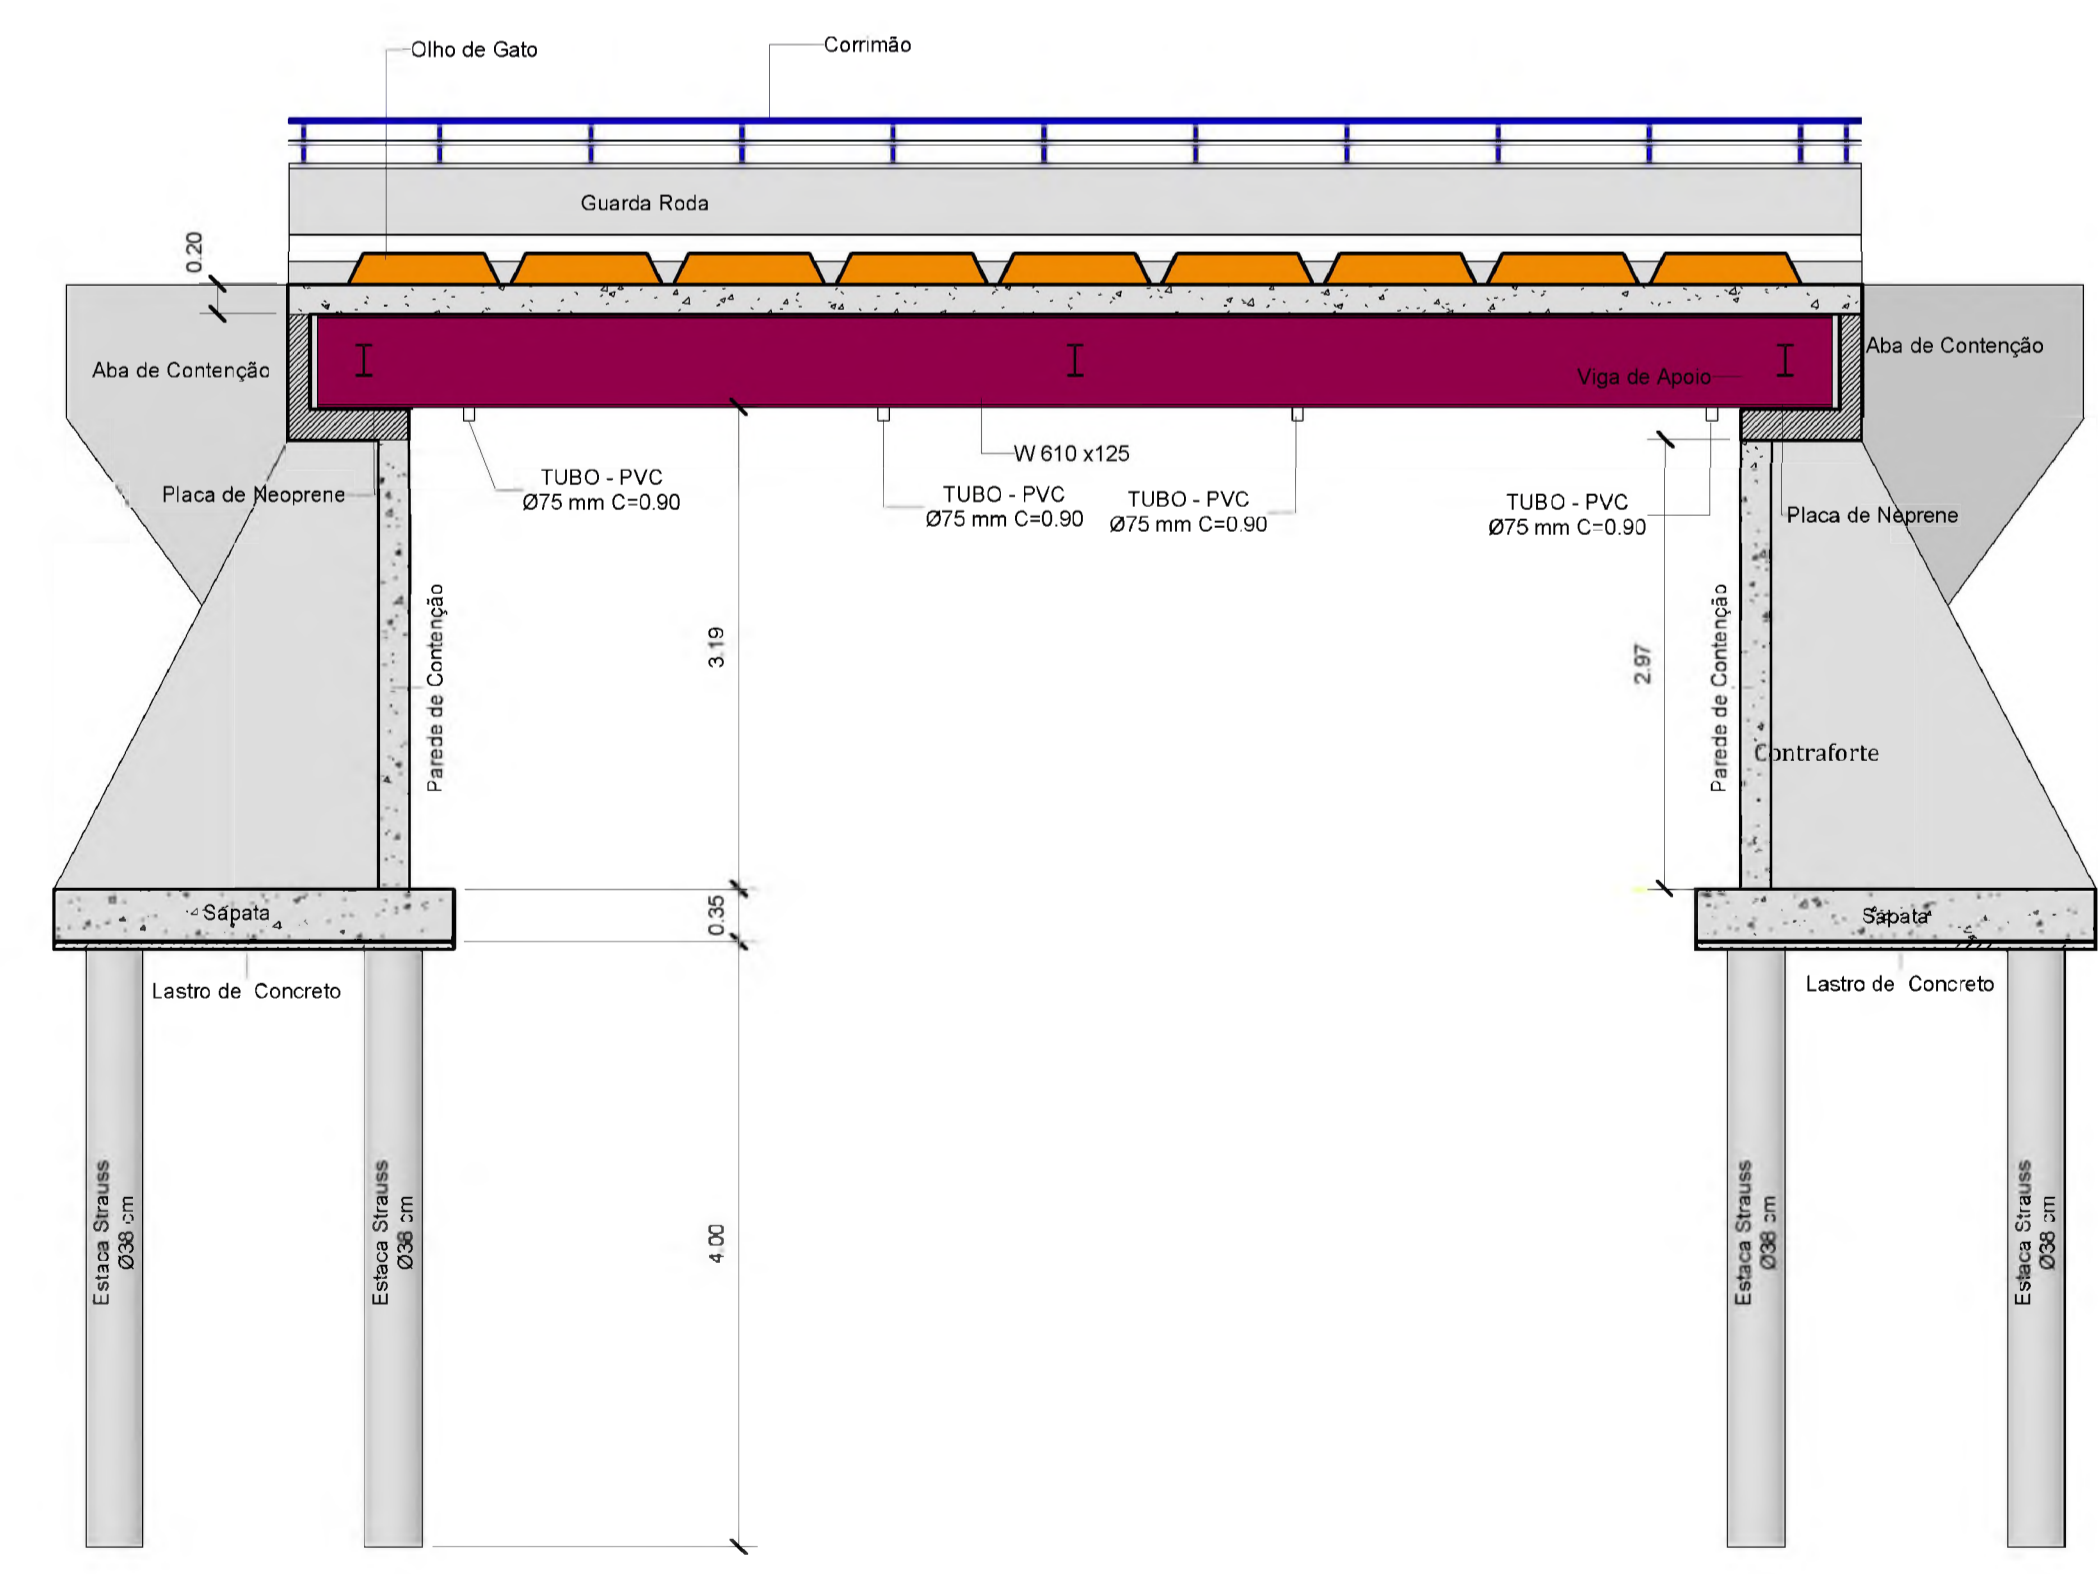 Olho de Gato
Corrimão
Guarda Roda
0.20
Aba de Contenção
Aba de Contenção
Viga de Apoio
W 610 x125
TUBO - PVC
Ø75 mm C=0.90
TUBO - PVC
Ø75 mm C=0.90
TUBO - PVC
Ø75 mm C=0.90
TUBO - PVC
Ø75 mm C=0.90
Placa de Neoprene
Placa de Neprene
Parede de Contenção
3.19
2.97
Parede de Contenção
Contraforte
Sapata
0.35
Sapata
Lastro de Concreto
Lastro de Concreto
Estaca Strauss
Ø38 cm
Estaca Strauss
Ø38 cm
4.00
Estaca Strauss
Ø38 cm
Estaca Strauss
Ø38 cm